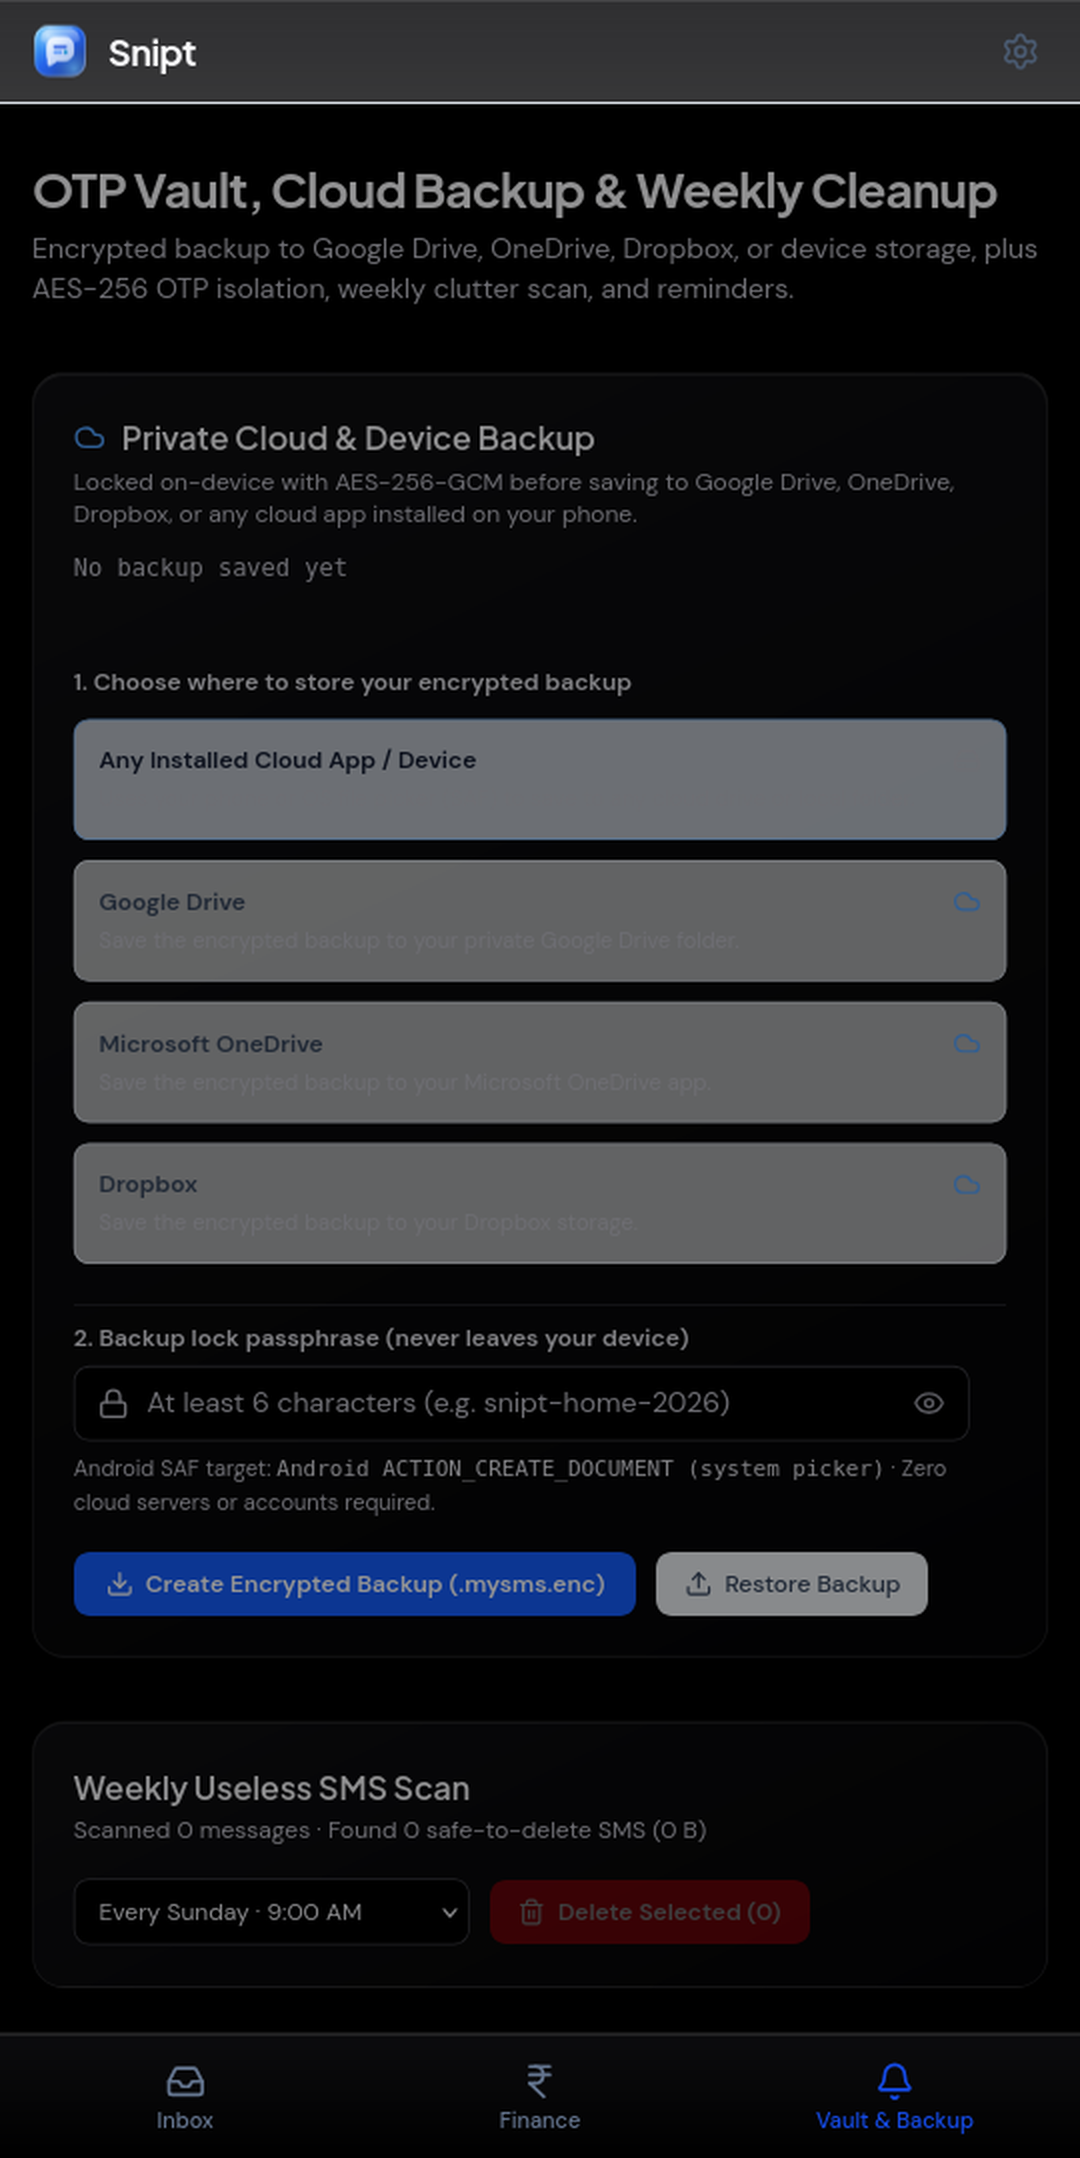 Snipt
OTP Vault, Cloud Backup & Weekly Cleanup
Encrypted backup to Google Drive, OneDrive, Dropbox, or device storage, plus
AES-256 OTP isolation, weekly clutter scan, and reminders.
Private Cloud & Device Backup
Locked on-device with AES-256-GCM before saving to Google Drive, OneDrive,
Dropbox, or any cloud app installed on your phone.
No backup saved yet
1. Choose where to store your encrypted backup
Any Installed Cloud App / Device
Google Drive
Save the encrypted backup to your private Google Drive folder.
Microsoft OneDrive
Save the encrypted backup to your Microsoft OneDrive app.
Dropbox
Save the encrypted backup to your Dropbox storage.
2. Backup lock passphrase (never leaves your device)
At least 6 characters (e.g. snipt-home-2026)
Android SAF target: Android ACTION_CREATE_DOCUMENT (system picker) · Zero
cloud servers or accounts required.
Create Encrypted Backup (.mysms.enc)
Restore Backup
Weekly Useless SMS Scan
Scanned 0 messages · Found 0 safe-to-delete SMS (0 B)
Every Sunday · 9:00 AM
Delete Selected (0)
Inbox
Finance
Vault & Backup